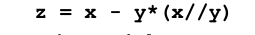 z = x - y*(x//y)